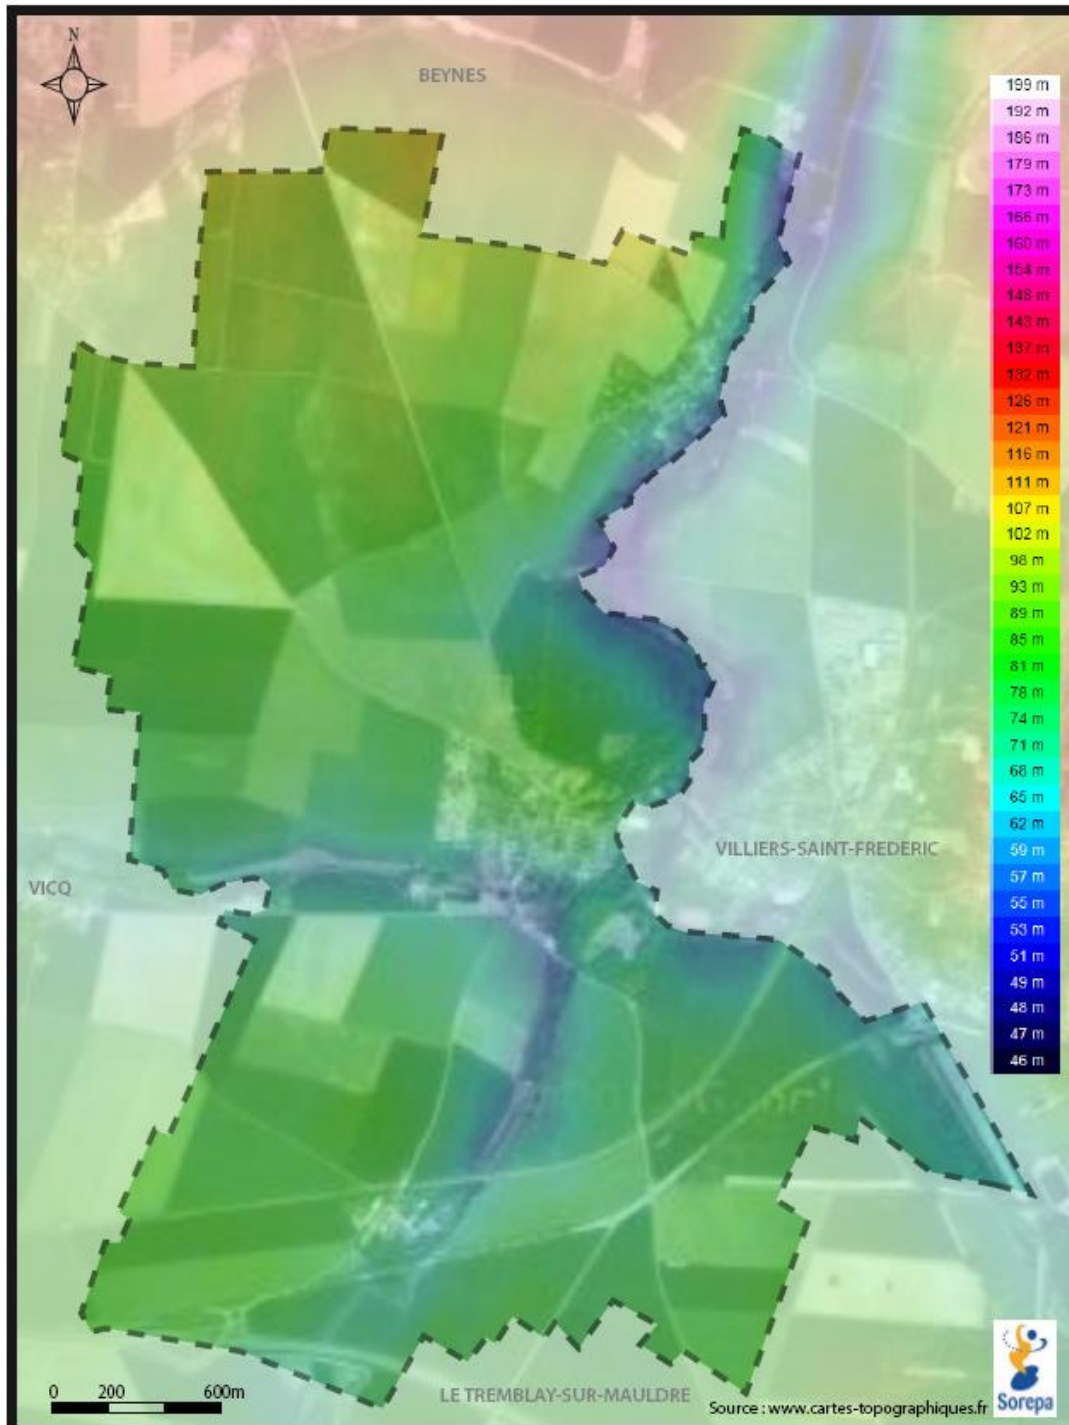 N
BEYNES
199 m
192 m
186 m
179 m
173 m
166 m
160 m
154 m
148 m
143 m
137 m
132 m
126 m
121 m
116 m
111 m
107 m
102 m
98 m
93 m
89 m
85 m
81 m
78 m
74 m
71 m
68 m
65 m
62 m
59 m
57 m
55 m
53 m
51 m
49 m
48 m
47 m
46 m
VILLIERS-SAINT-FREDERIC
VICQ
0 200 600m
LE TREMBLAY-SUR-MAULDRE
Source : www.cartes-topographiques.fr
Sorepa